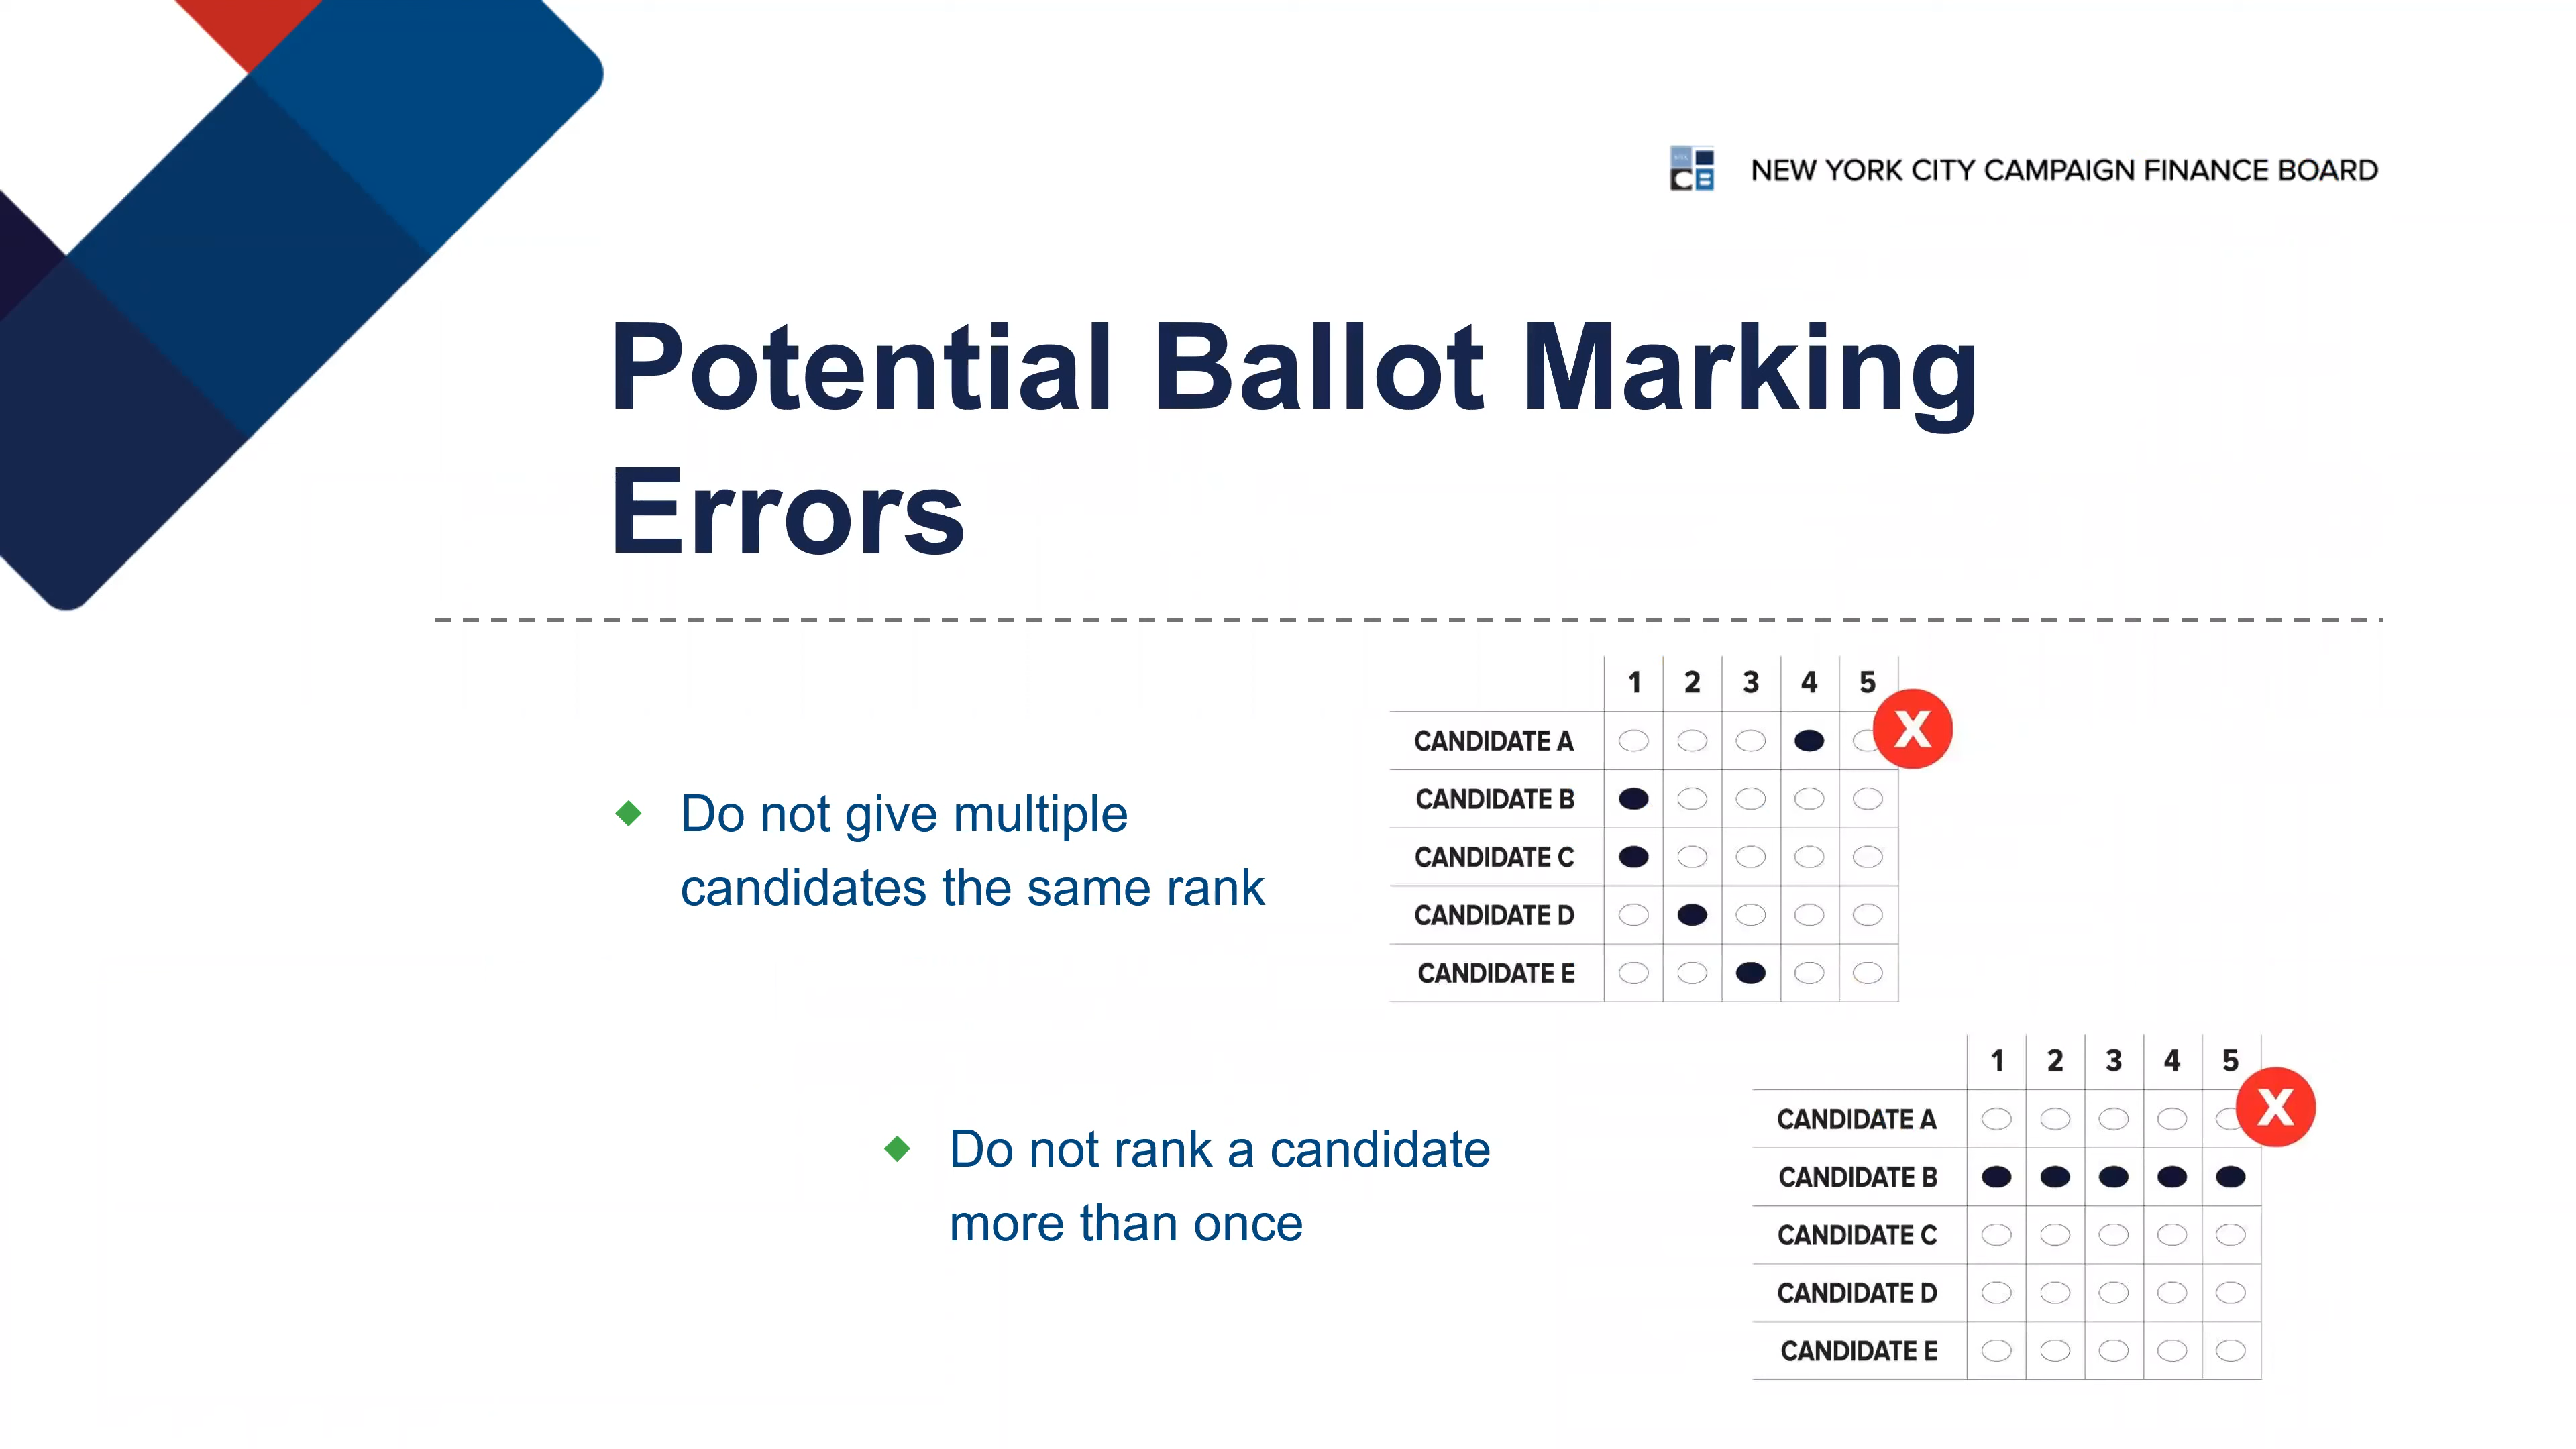 NEW YORK CITY CAMPAIGN FINANCE BOARD
Potential Ballot Marking
Errors
Do not give multiple
candidates the same rank
1 2 3 4 5
X
CANDIDATE A
CANDIDATE B
CANDIDATE C
CANDIDATE D
CANDIDATE E
Do not rank a candidate
more than once
1 2 3 4 5
X
CANDIDATE A
CANDIDATE B
CANDIDATE C
CANDIDATE D
CANDIDATE E